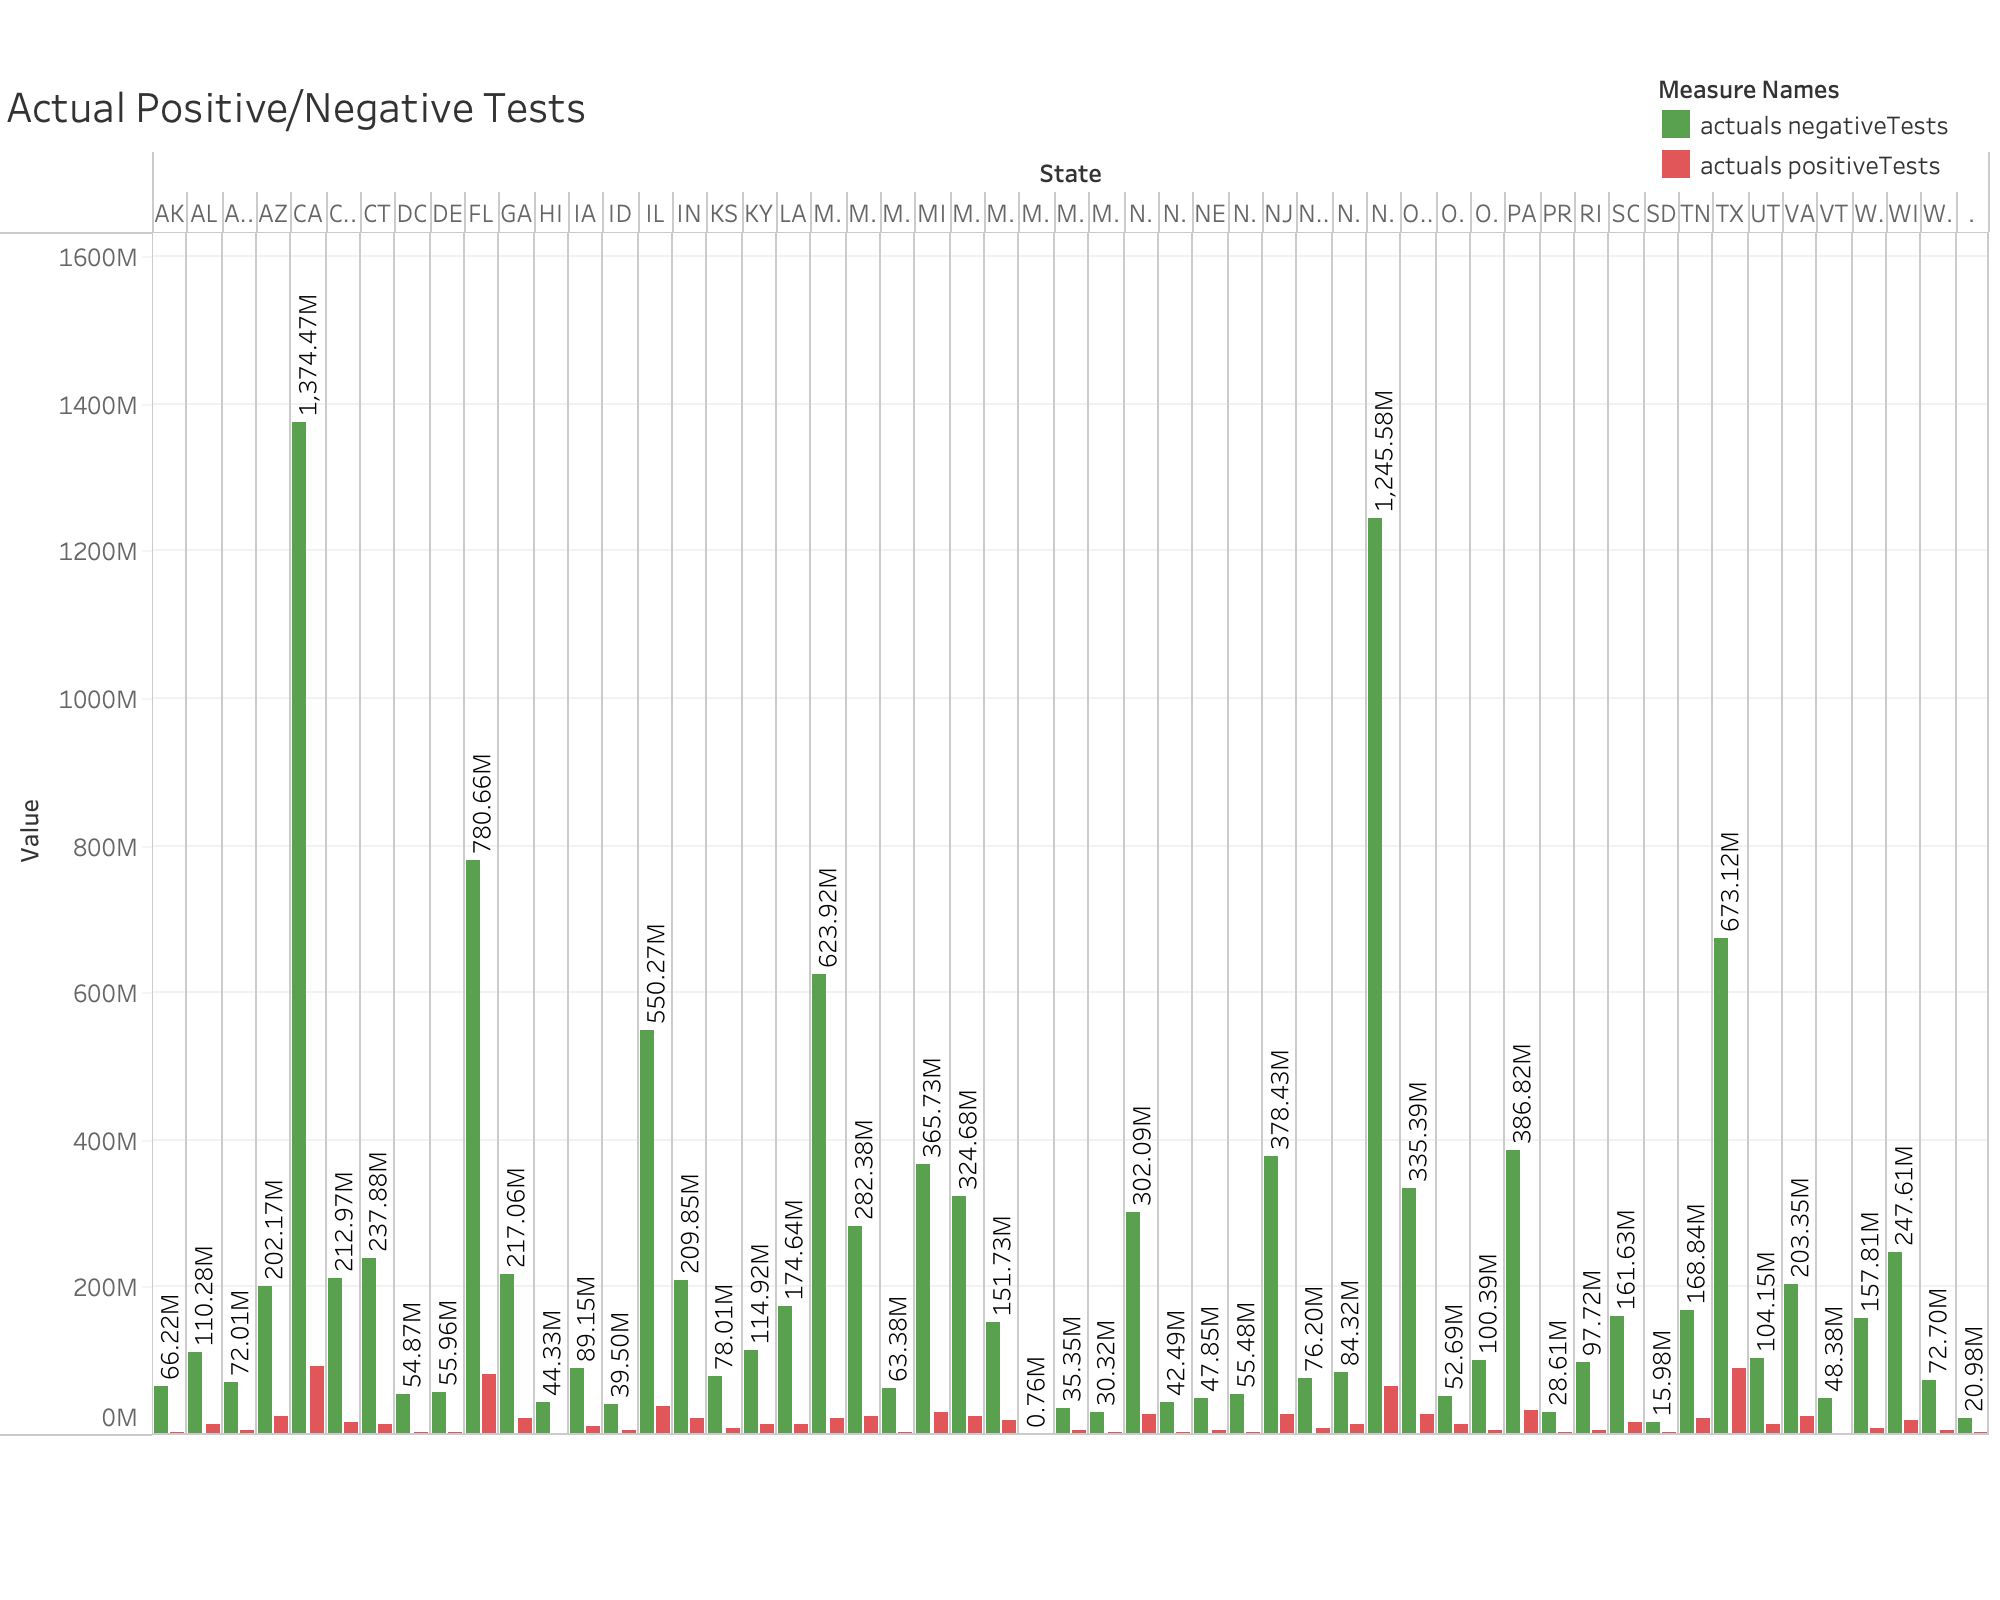 Measure Names
actuals negativeTests
actuals positiveTests
Actual Positive/Negative Tests
State
AK AL A.. AZ CA C.. CT DC DE FL GA HI IA ID IL IN KS KY LA M. M. M. MI M. M. M. M. M. N. N. NE N. NJ N.. N. N. O.. O. O. PA PR RI SC SD TN TX UT VA VT W. WI W. .
Value
1600M
1400M
1200M
1000M
800M
600M
400M
200M
0M
66.22M
110.28M
72.01M
202.17M
1,374.47M
212.97M
237.88M
54.87M
55.96M
780.66M
217.06M
44.33M
89.15M
39.50M
550.27M
209.85M
78.01M
114.92M
174.64M
623.92M
282.38M
63.38M
365.73M
324.68M
151.73M
0.76M
35.35M
30.32M
302.09M
42.49M
47.85M
55.48M
378.43M
76.20M
84.32M
1,245.58M
335.39M
52.69M
100.39M
386.82M
28.61M
97.72M
161.63M
15.98M
168.84M
673.12M
104.15M
203.35M
48.38M
157.81M
247.61M
72.70M
20.98M